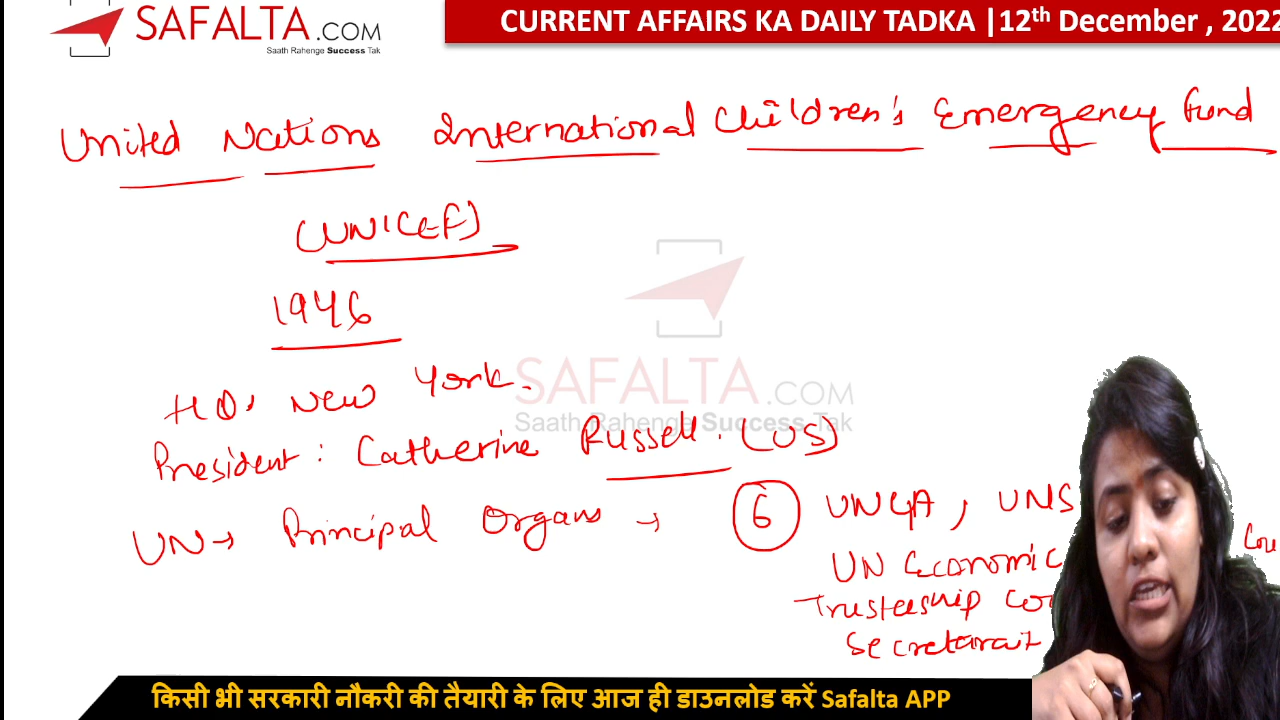 SAFALTA.COM
Saath Rahenge Success Tak
CURRENT AFFAIRS KA DAILY TADKA |12th December , 2022
United Nations International Children's Emergency Fund
(UNICEF)
1946
SAFALTA.COM
Saath Rahenge Success Tak
HQ: New York.
President : Catherine Russell. (US)
UN→ Principal Organs → 6 UNGA, UNS
UN Economic
Trusteeship
Secretarait
किसी भी सरकारी नौकरी की तैयारी के लिए आज ही डाउनलोड करें Safalta APP